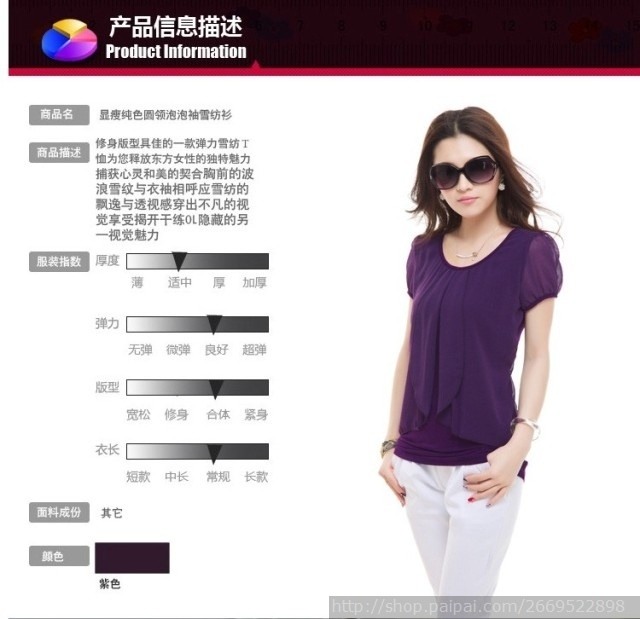 产品信息描述
Product Information
商品名 显瘦纯色圆领泡泡袖雪纺衫
商品描述 修身版型具佳的一款弹力雪纺T
恤为您释放东方女性的独特魅力
捕获心灵和美的契合胸前的波
浪雪纹与衣袖相呼应雪纺的
飘逸与透视感穿出不凡的视
觉享受揭开干练OL隐藏的另
一视觉魅力
服装指数 厚度
薄 适中 厚 加厚
弹力
无弹 微弹 良好 超弹
版型
宽松 修身 合体 紧身
衣长
短款 中长 常规 长款
面料成份 其它
颜色
紫色
http://shop.paipai.com/2669522898